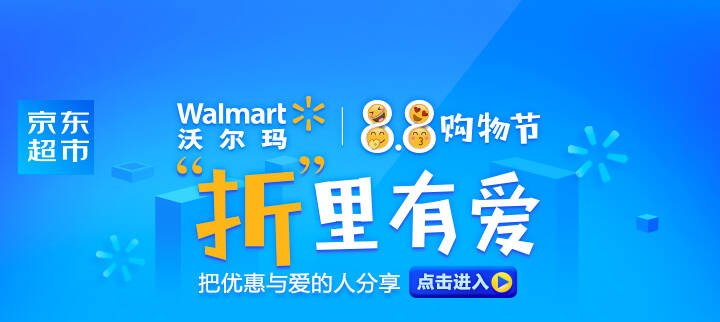 京东
超市
Walmart
沃尔玛
8.8购物节
“折”里有爱
把优惠与爱的人分享
点击进入